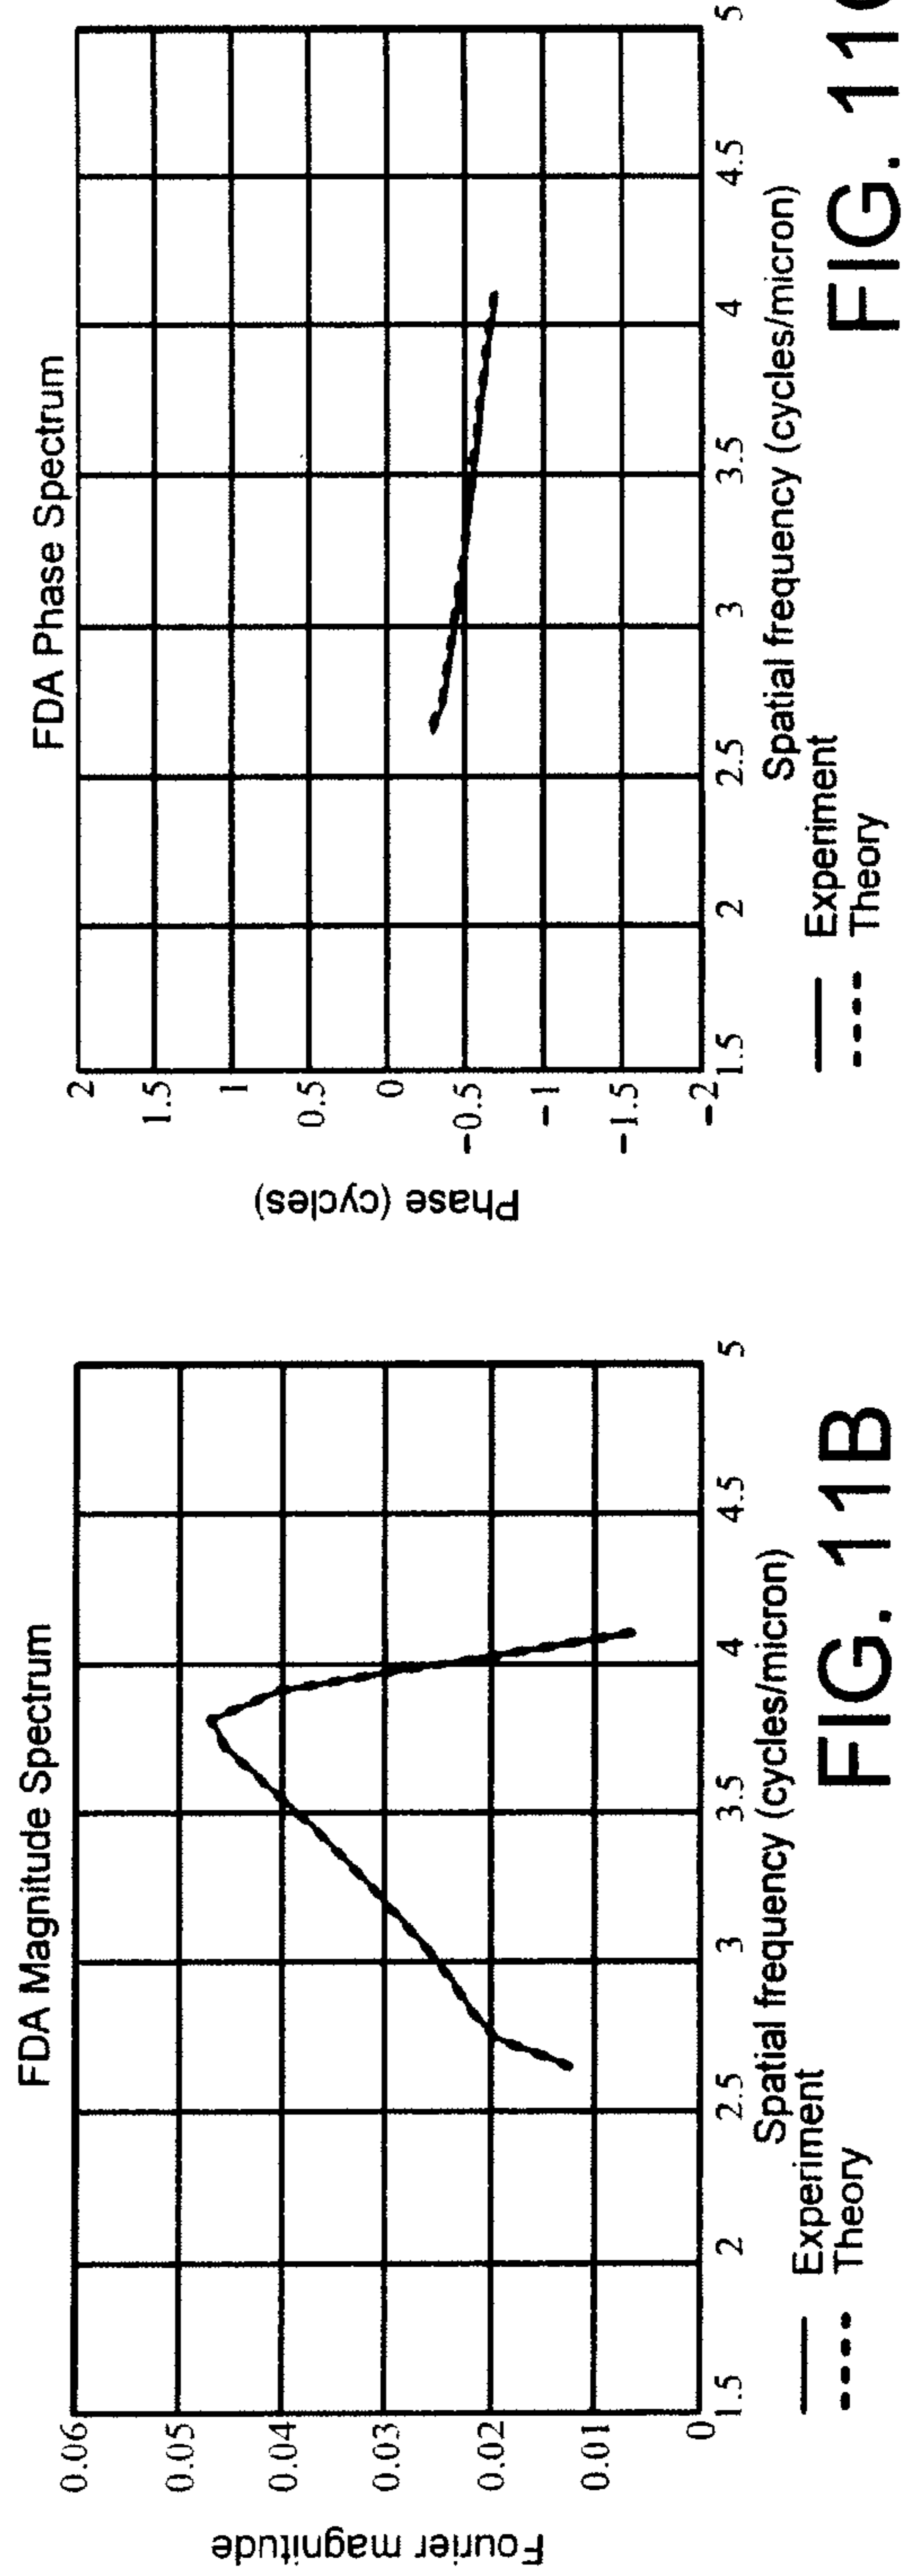 FDA Magnitude Spectrum
Fourier magnitude
0.06
0.05
0.04
0.03
0.02
0.01
0
1.5
2
2.5
3
3.5
4
4.5
5
Spatial frequency (cycles/micron)
Experiment
Theory
FIG. 11B
FDA Phase Spectrum
Phase (cycles)
2
1.5
1
0.5
0
-0.5
-1
-1.5
-2
1.5
2
2.5
3
3.5
4
4.5
5
Spatial frequency (cycles/micron)
Experiment
Theory
FIG.